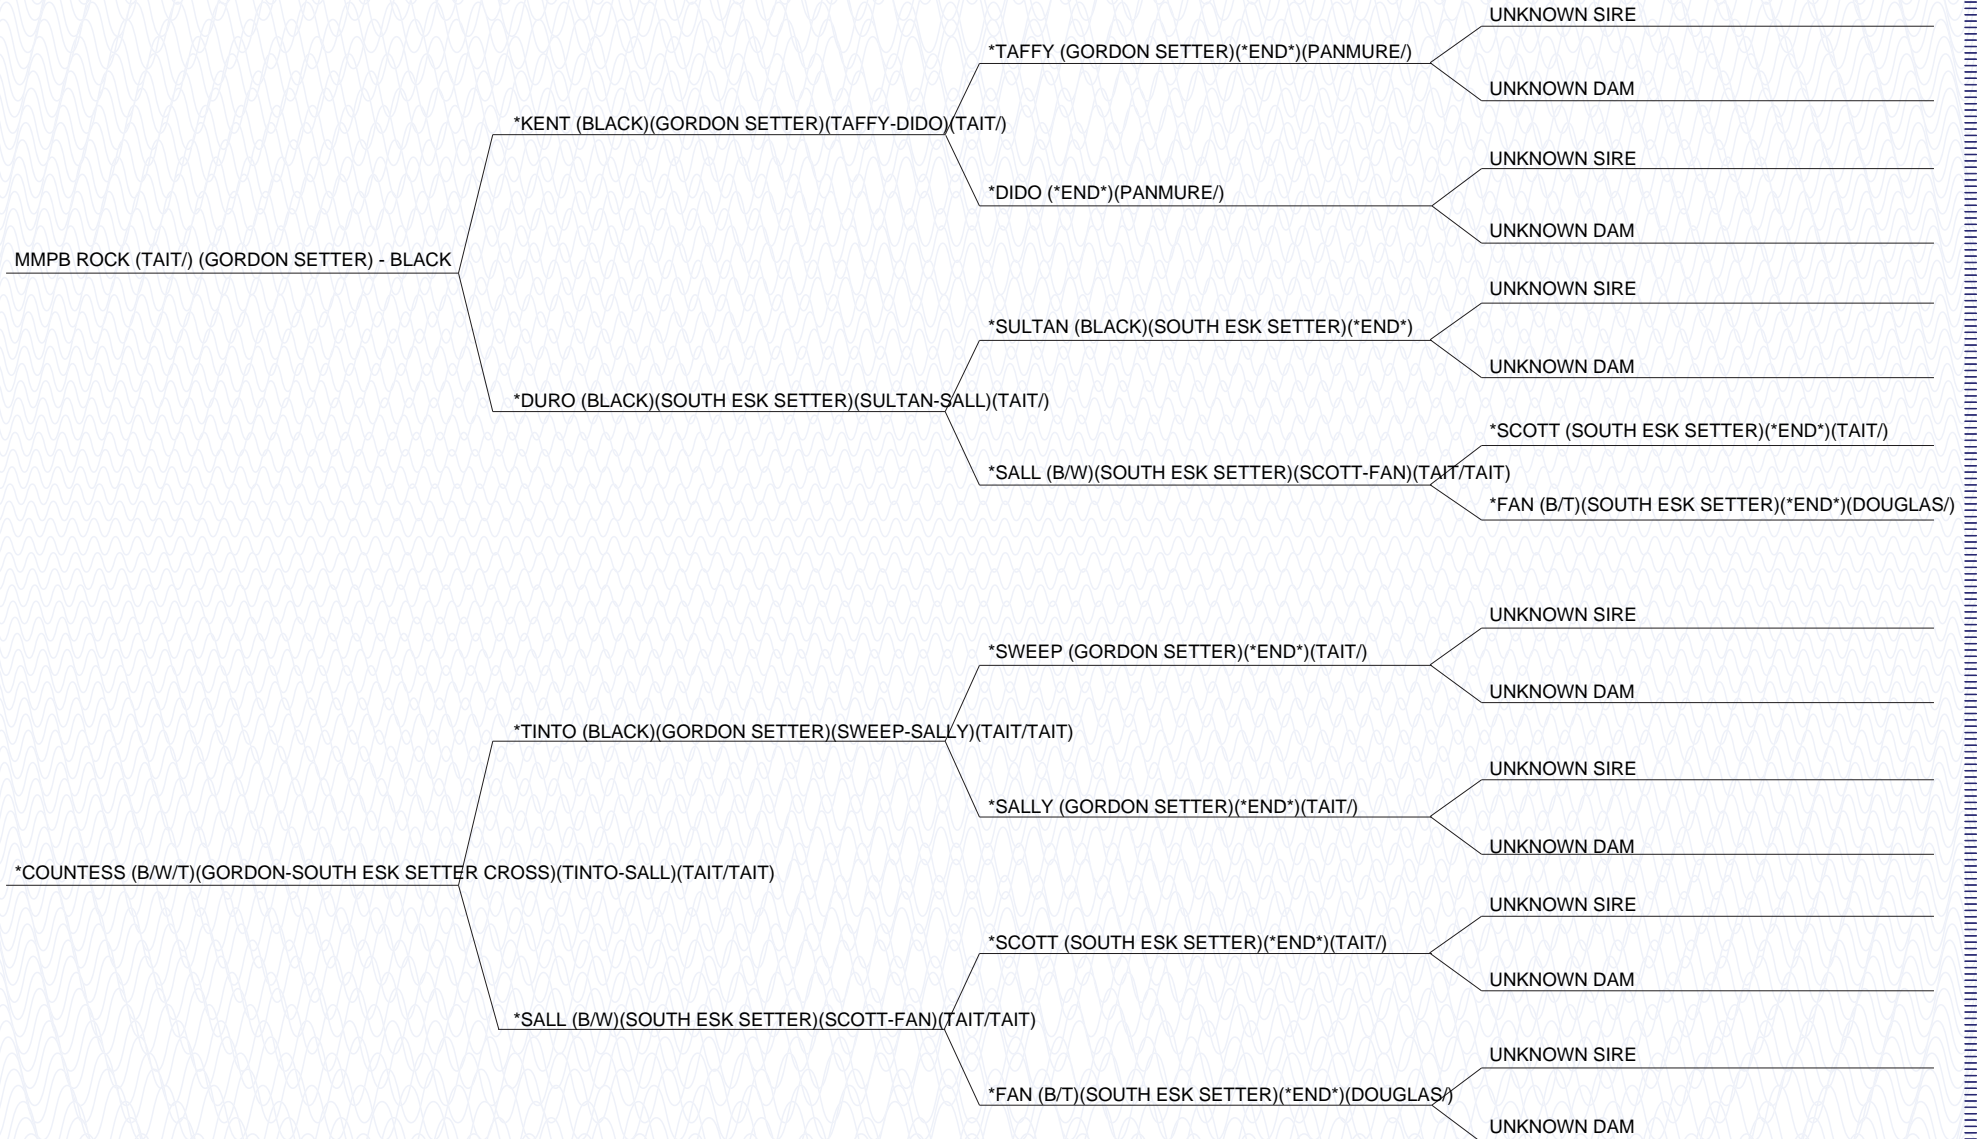 UNKNOWN SIRE
*TAFFY (GORDON SETTER)(*END*)(PANMURE/)
UNKNOWN DAM
*KENT (BLACK)(GORDON SETTER)(TAFFY-DIDO)(TAIT/)
UNKNOWN SIRE
*DIDO (*END*)(PANMURE/)
UNKNOWN DAM
MMPB ROCK (TAIT/) (GORDON SETTER) - BLACK
UNKNOWN SIRE
*SULTAN (BLACK)(SOUTH ESK SETTER)(*END*)
UNKNOWN DAM
*DURO (BLACK)(SOUTH ESK SETTER)(SULTAN-SALL)(TAIT/)
*SCOTT (SOUTH ESK SETTER)(*END*)(TAIT/)
*SALL (B/W)(SOUTH ESK SETTER)(SCOTT-FAN)(TAIT/TAIT)
*FAN (B/T)(SOUTH ESK SETTER)(*END*)(DOUGLAS/)
UNKNOWN SIRE
*SWEEP (GORDON SETTER)(*END*)(TAIT/)
UNKNOWN DAM
*TINTO (BLACK)(GORDON SETTER)(SWEEP-SALLY)(TAIT/TAIT)
UNKNOWN SIRE
*SALLY (GORDON SETTER)(*END*)(TAIT/)
UNKNOWN DAM
*COUNTESS (B/W/T)(GORDON-SOUTH ESK SETTER CROSS)(TINTO-SALL)(TAIT/TAIT)
UNKNOWN SIRE
*SCOTT (SOUTH ESK SETTER)(*END*)(TAIT/)
UNKNOWN DAM
*SALL (B/W)(SOUTH ESK SETTER)(SCOTT-FAN)(TAIT/TAIT)
UNKNOWN SIRE
*FAN (B/T)(SOUTH ESK SETTER)(*END*)(DOUGLAS/)
UNKNOWN DAM